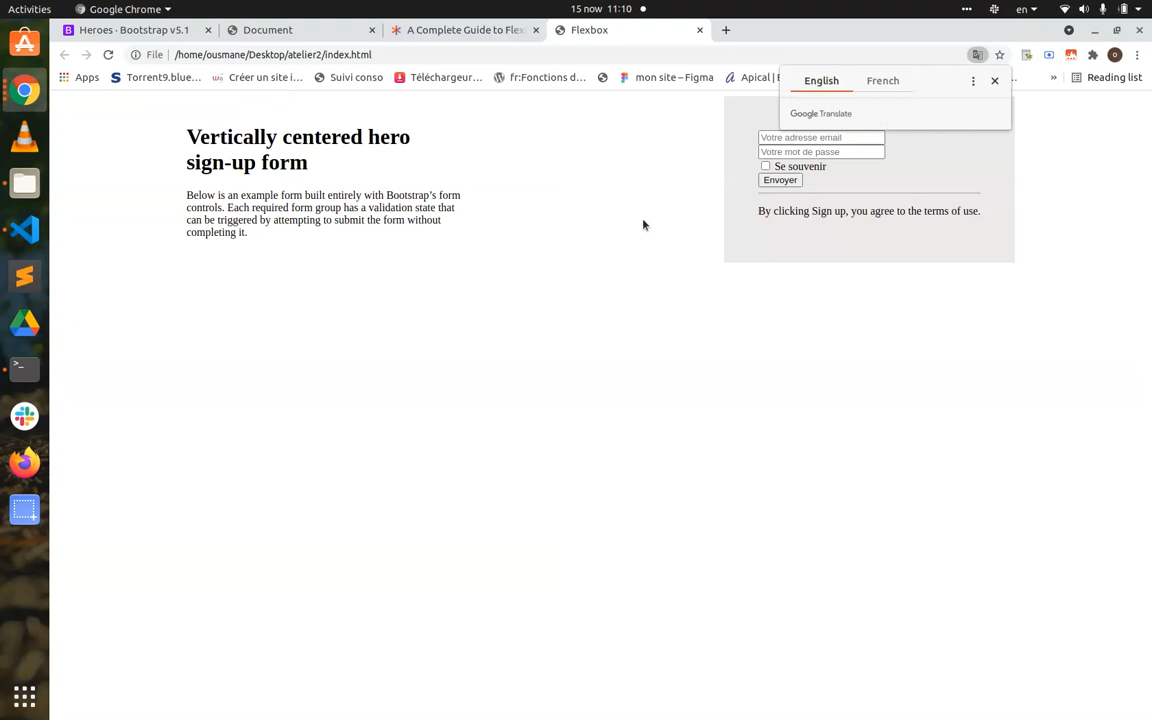 Activities
Google Chrome
15 now 11:10
en
Heroes · Bootstrap v5.1
Document
A Complete Guide to Flex
Flexbox
File
/home/ousmane/Desktop/atelier2/index.html
Apps
Torrent9.blue...
Créer un site i...
Suivi conso
Téléchargeur...
fr:Fonctions d...
mon site – Figma
Apical | B
»
Reading list
English
French
Google Translate
Vertically centered hero
sign-up form
Below is an example form built entirely with Bootstrap's form
controls. Each required form group has a validation state that
can be triggered by attempting to submit the form without
completing it.
Votre adresse email
Votre mot de passe
Se souvenir
Envoyer
By clicking Sign up, you agree to the terms of use.